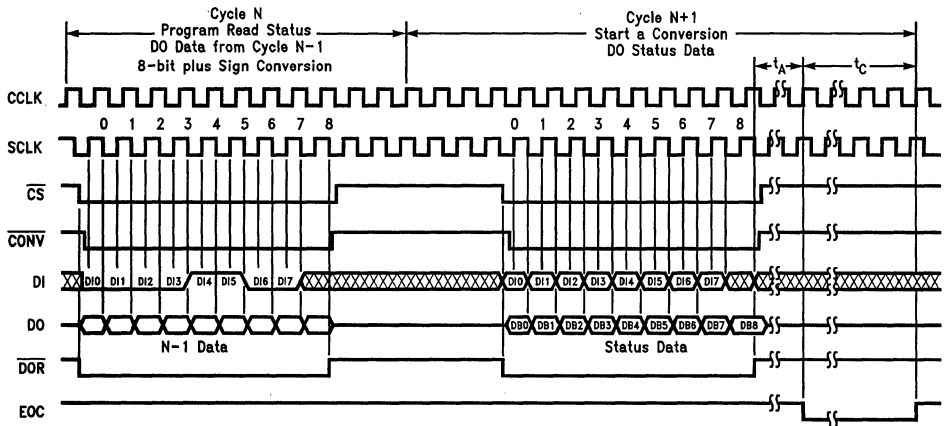 Cycle N
Program Read Status
DO Data from Cycle N-1
8-bit plus Sign Conversion
Cycle N+1
Start a Conversion
DO Status Data
tA
tC
CCLK
0 1 2 3 4 5 6 7 8
0 1 2 3 4 5 6 7 8
SCLK
CS
CONV
DI
DI0 DI1 DI2 DI3 DI4 DI5 DI6 DI7
DI0 DI1 DI2 DI3 DI4 DI5 DI6 DI7
DO
DB0 DB1 DB2 DB3 DB4 DB5 DB6 DB7 DB8
N-1 Data
Status Data
DOR
EOC